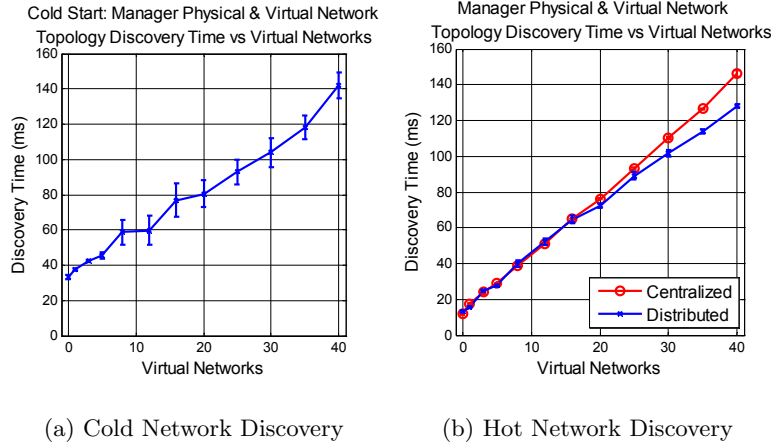 Cold Start: Manager Physical & Virtual Network
Topology Discovery Time vs Virtual Networks
160
140
120
100
80
60
40
20
0
0
10
20
30
40
Discovery Time (ms)
Virtual Networks
(a) Cold Network Discovery
Manager Physical & Virtual Network
Topology Discovery Time vs Virtual Networks
160
140
120
100
80
60
40
20
0
0
10
20
30
40
Discovery Time (ms)
Virtual Networks
Centralized
Distributed
(b) Hot Network Discovery